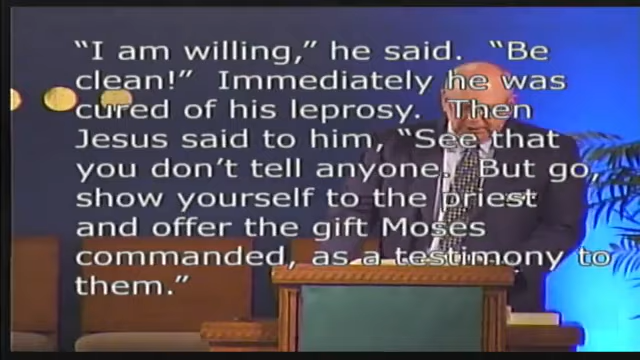 “I am willing,” he said.  “Be
clean!”  Immediately he was
cured of his leprosy.  Then
Jesus said to him, “See that
you don’t tell anyone.  But go,
show yourself to the priest
and offer the gift Moses
commanded, as a testimony to
them.”